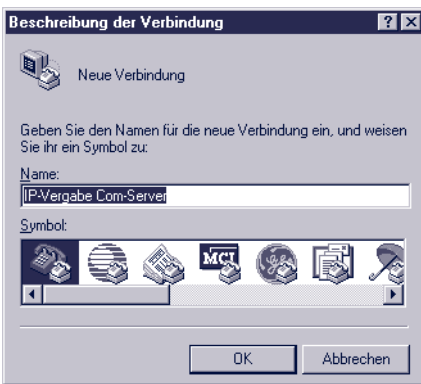 Beschreibung der Verbindung
Neue Verbindung
Geben Sie den Namen für die neue Verbindung ein, und weisen
Sie ihr ein Symbol zu:
Name:
IP-Vergabe Com-Server
Symbol:
MCI
OK
Abbrechen